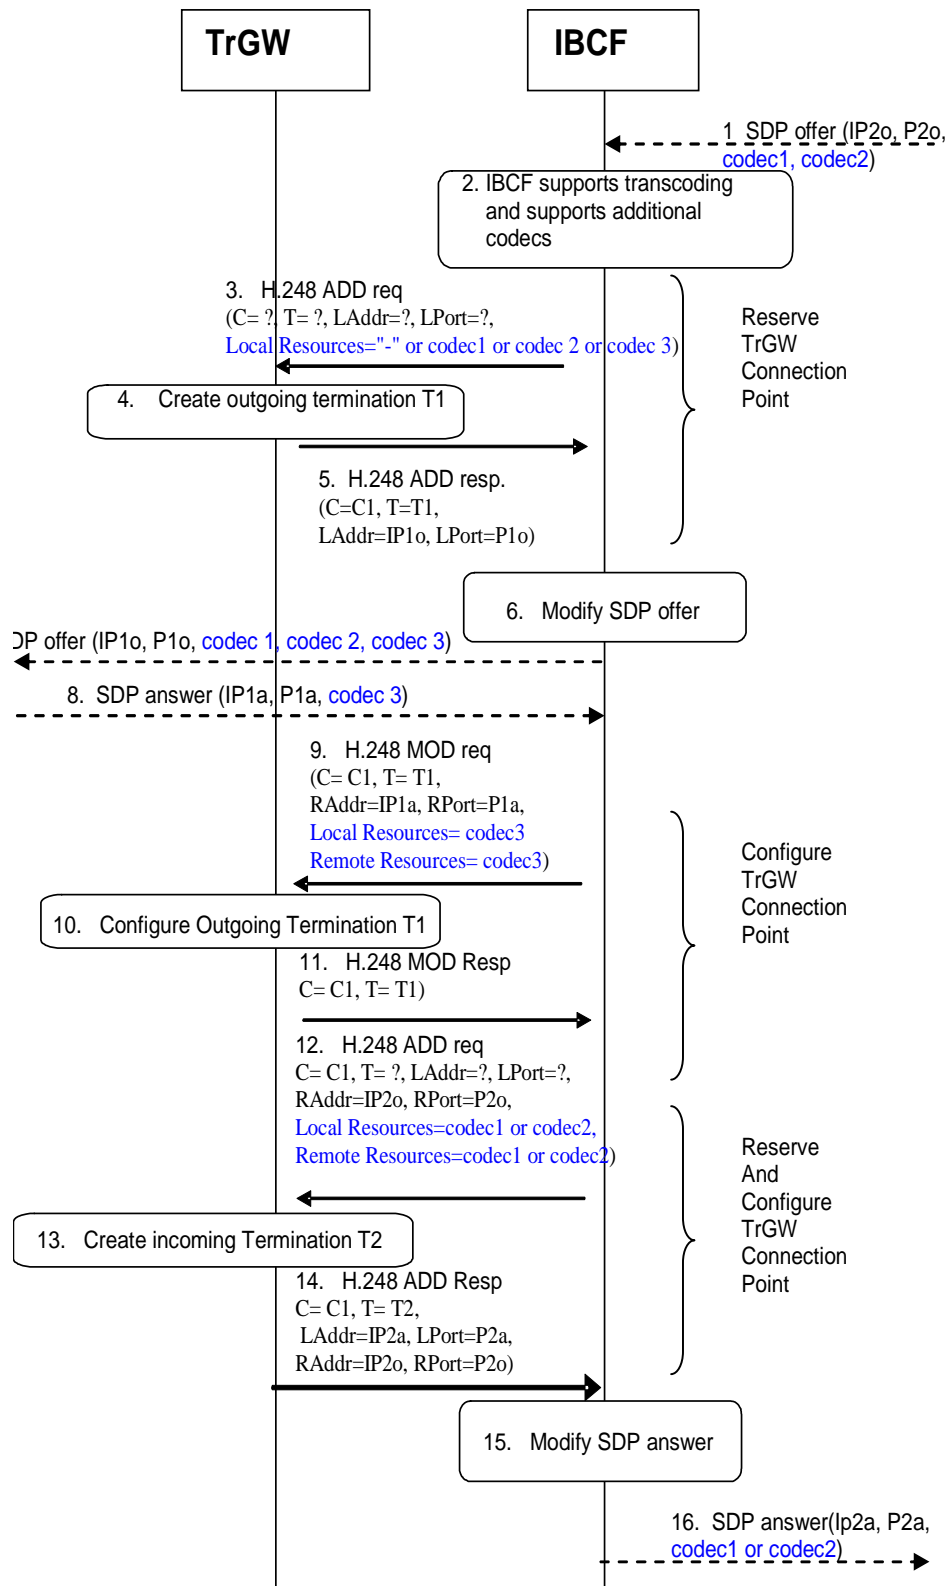 TrGW
IBCF
1 SDP offer (IP2o, P2o,
codec1, codec2)
2. IBCF supports transcoding
and supports additional
codecs
3. H.248 ADD req
(C= ?, T= ?, LAddr=?, LPort=?,
Local Resources="-" or codec1 or codec 2 or codec 3)
Reserve
TrGW
Connection
Point
4. Create outgoing termination T1
5. H.248 ADD resp.
(C=C1, T=T1,
LAddr=IP1o, LPort=P1o)
6. Modify SDP offer
DP offer (IP1o, P1o, codec 1, codec 2, codec 3)
8. SDP answer (IP1a, P1a, codec 3)
9. H.248 MOD req
(C= C1, T= T1,
RAddr=IP1a, RPort=P1a,
Local Resources= codec3
Remote Resources= codec3)
Configure
TrGW
Connection
Point
10. Configure Outgoing Termination T1
11. H.248 MOD Resp
C= C1, T= T1)
12. H.248 ADD req
C= C1, T= ?, LAddr=?, LPort=?,
RAddr=IP2o, RPort=P2o,
Local Resources=codec1 or codec2,
Remote Resources=codec1 or codec2)
Reserve
And
Configure
TrGW
Connection
Point
13. Create incoming Termination T2
14. H.248 ADD Resp
C= C1, T= T2,
LAddr=IP2a, LPort=P2a,
RAddr=IP2o, RPort=P2o)
15. Modify SDP answer
16. SDP answer(Ip2a, P2a,
codec1 or codec2)